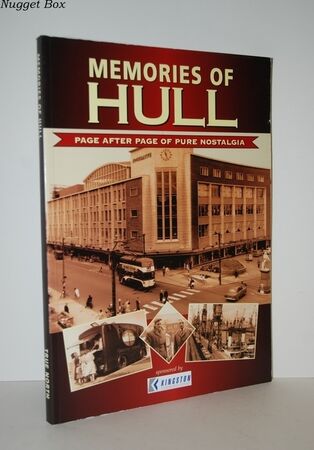 Nugget Box
MEMORIES OF HULL
TRUE NORTH
MEMORIES OF
HULL
PAGE AFTER PAGE OF PURE NOSTALGIA
sponsored by
KINGSTON